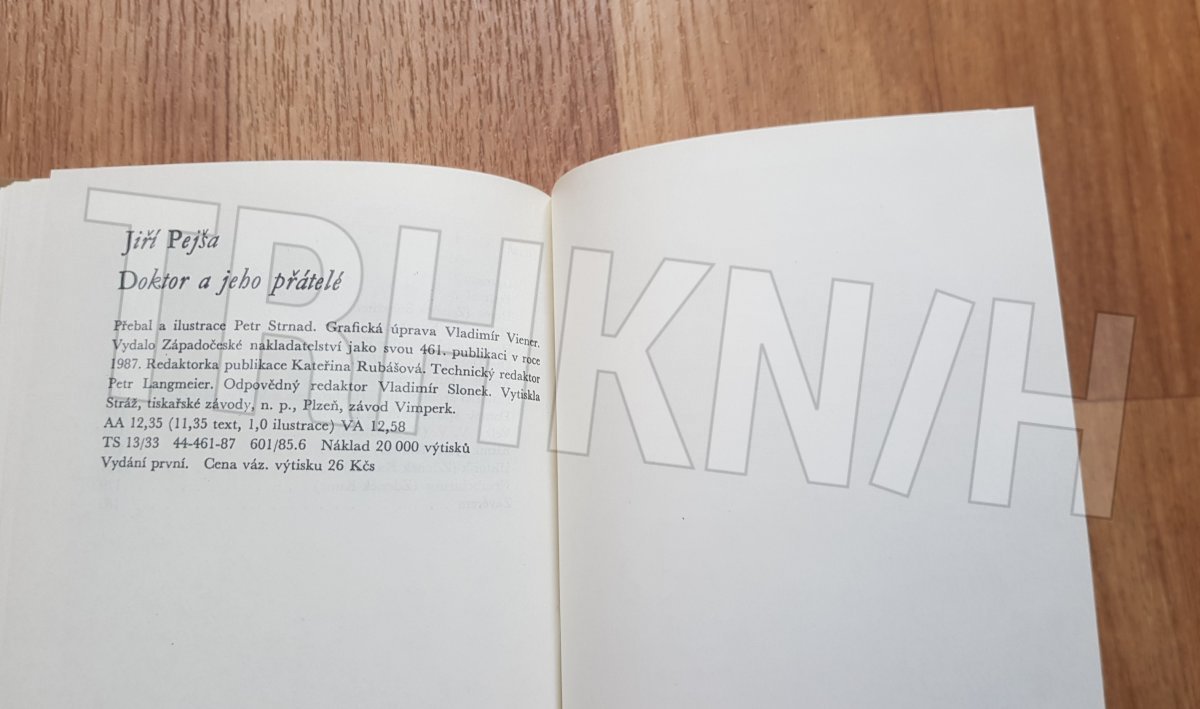 Jiří Pejša
Doktor a jeho přátelé
Přebal a ilustrace Petr Strnad. Grafická úprava Vladimír Viener.
Vydalo Západočeské nakladatelství jako svou 461. publikaci v roce
1987. Redaktorka publikace Kateřina Rubášová. Technický redaktor
Petr Langmeier. Odpovědný redaktor Vladimír Slonek. Vytiskla
Stráž, tiskařské závody, n. p., Plzeň, závod Vimperk.
AA 12,35 (11,35 text, 1,0 ilustrace) VA 12,58
TS 13/33 44-461-87 601/85.6 Náklad 20 000 výtisků
Vydání první. Cena váz. výtisku 26 Kčs
TRHKN/H